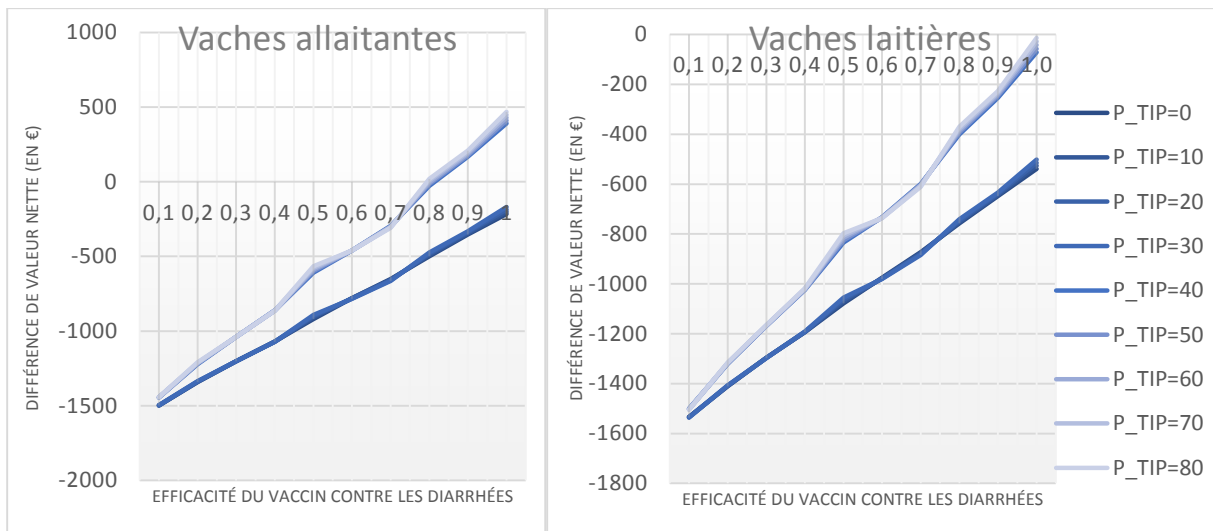 Vaches allaitantes
1000
500
0
-500
-1000
-1500
-2000
0,1 0,2 0,3 0,4 0,5 0,6 0,7 0,8 0,9 1
DIFFÉRENCE DE VALEUR NETTE (EN €)
EFFICACITÉ DU VACCIN CONTRE LES DIARRHÉES
Vaches laitières
0
-200
-400
-600
-800
-1000
-1200
-1400
-1600
-1800
0,1 0,2 0,3 0,4 0,5 0,6 0,7 0,8 0,9 1,0
DIFFÉRENCE DE VALEUR NETTE (EN €)
EFFICACITÉ DU VACCIN CONTRE LES DIARRHÉES
P_TIP=0
P_TIP=10
P_TIP=20
P_TIP=30
P_TIP=40
P_TIP=50
P_TIP=60
P_TIP=70
P_TIP=80